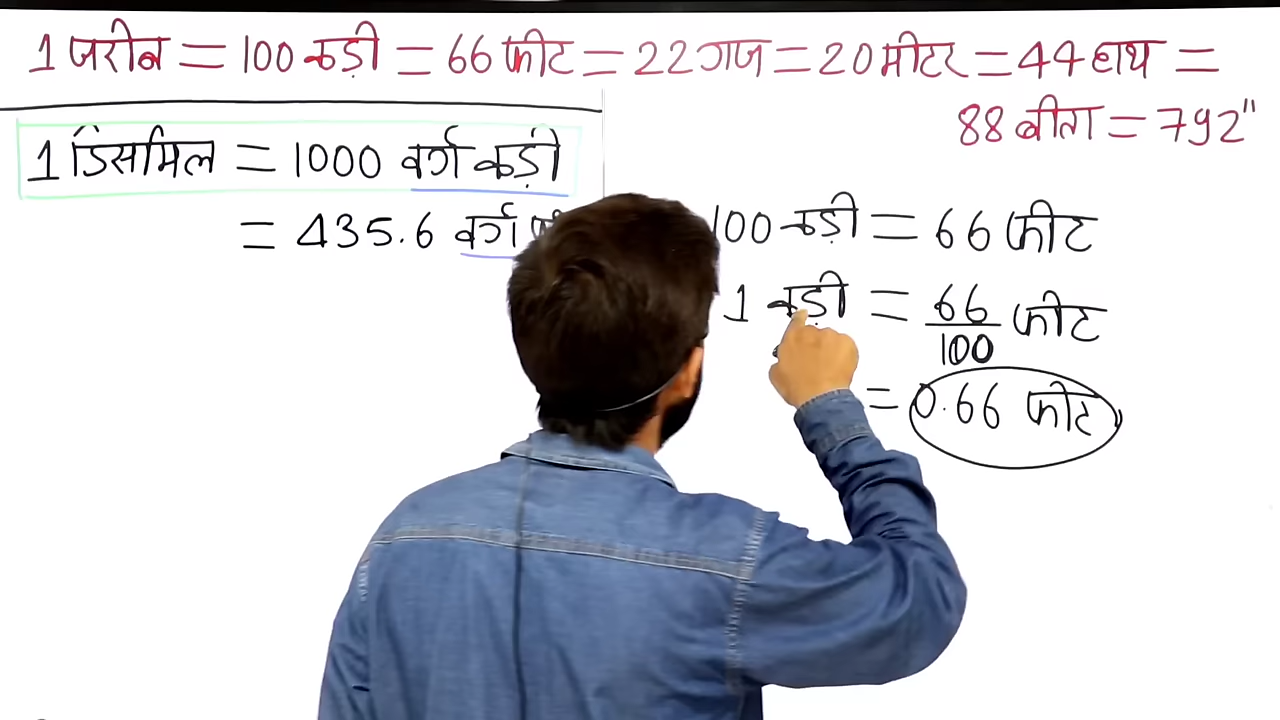 1 जरीब = 100 कड़ी = 66 फीट = 22 गज = 20 मीटर = 44 हाथ =
88 बीता = 792"
1 डिसमिल = 1000 वर्ग कड़ी
= 435.6 वर्ग
100 कड़ी = 66 फीट
1 कड़ी = 66/100 फीट
= 0.66 फीट